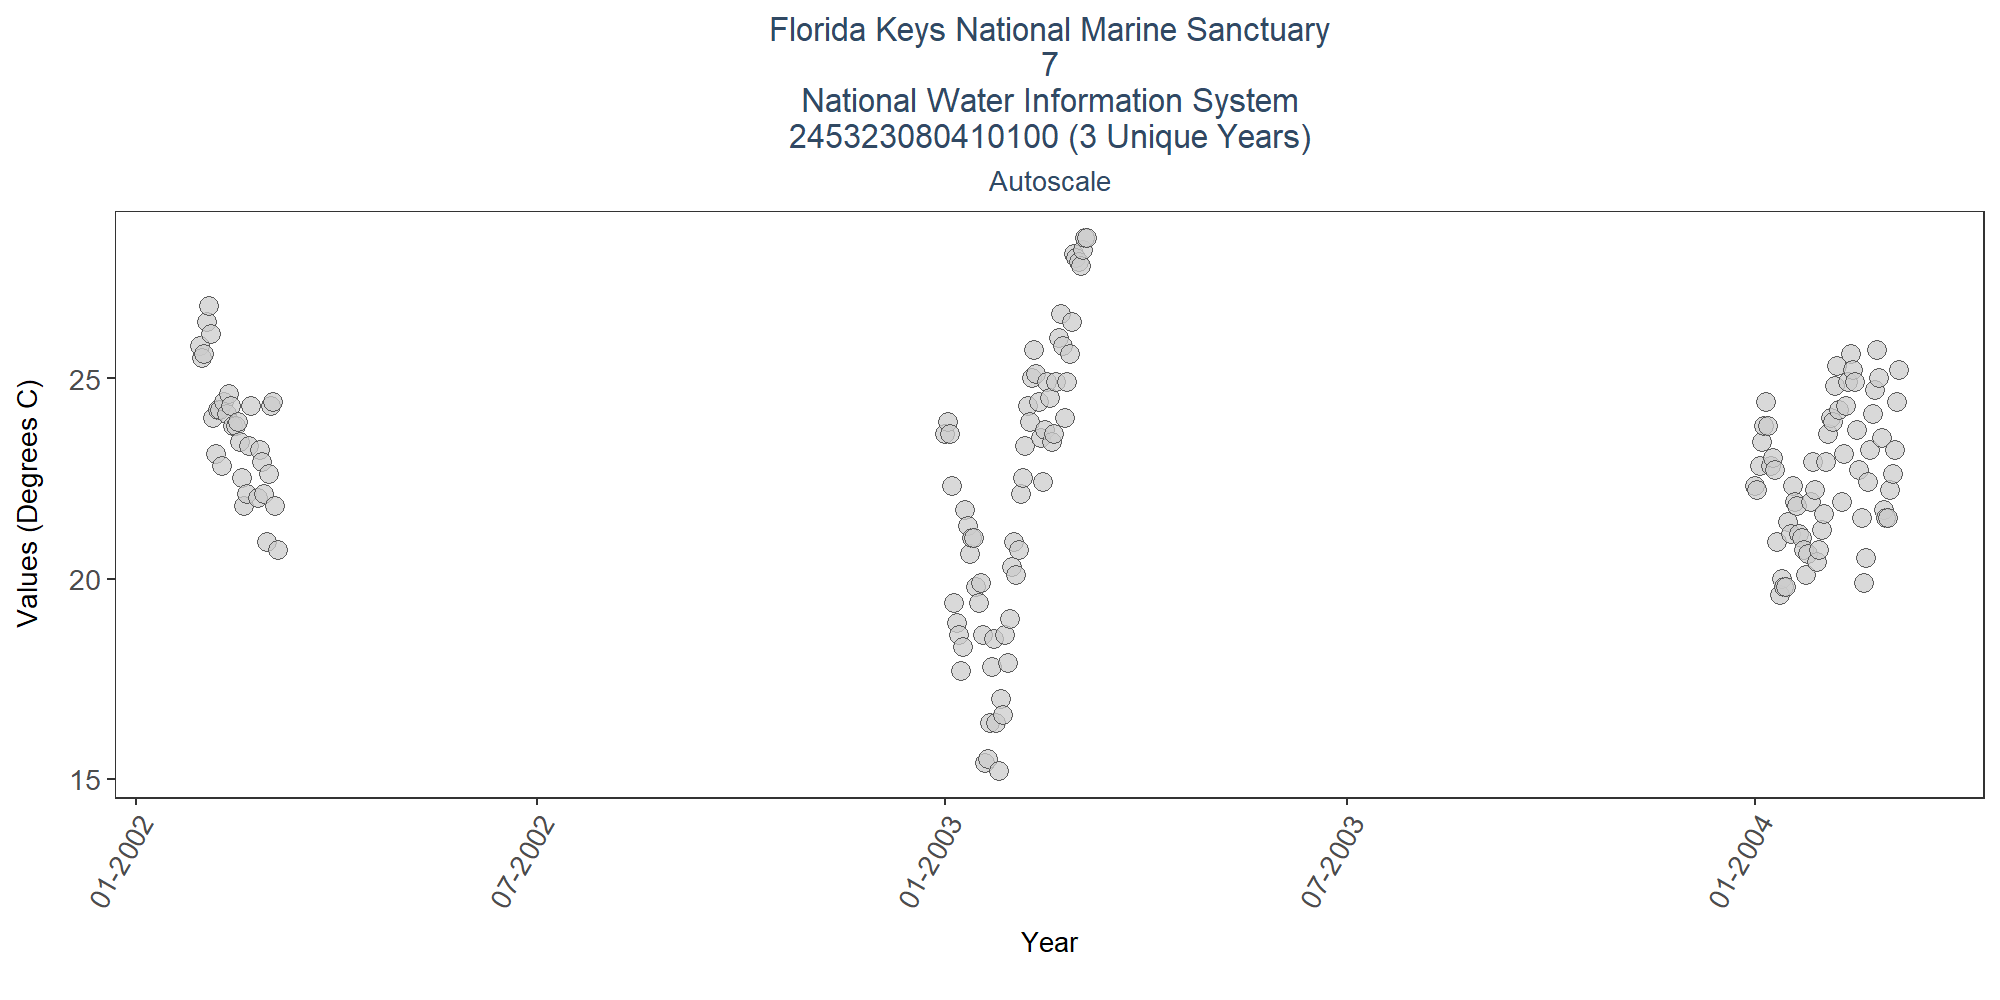 Florida Keys National Marine Sanctuary
7
National Water Information System
245323080410100 (3 Unique Years)
Autoscale
Values (Degrees C)
25
20
15
01-2002
07-2002
01-2003
07-2003
01-2004
Year